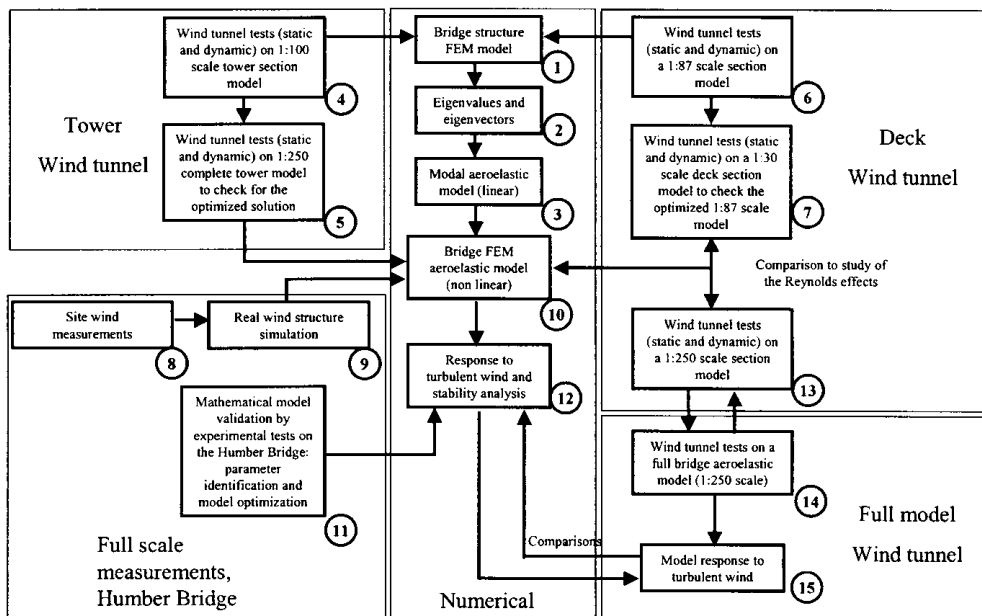 Wind tunnel tests (static
and dynamic) on 1:100
scale tower section
model
4
Tower
Wind tunnel
Wind tunnel tests (static
and dynamic) on 1:250
complete tower model
to check for the
optimized solution
5
Bridge structure
FEM model
1
Eigenvalues and
eigenvectors
2
Modal aeroelastic
model (linear)
3
Bridge FEM
aeroelastic model
(non linear)
10
Response to
turbulent wind and
stability analysis
12
Comparisons
Numerical
Wind tunnel tests
(static and dynamic) on
a 1:87 scale section
model
6
Deck
Wind tunnel
Wind tunnel tests (static
and dynamic) on a 1:30
scale deck section
model to check the
optimized 1:87 scale
model
7
Comparison to study of
the Reynolds effects
Wind tunnel tests
(static and dynamic) on
a 1:250 scale section
model
13
Site wind
measurements
8
Real wind structure
simulation
9
Mathematical model
validation by
experimental tests on
the Humber Bridge:
parameter
identification and
model optimization
11
Full scale
measurements,
Humber Bridge
Wind tunnel tests on a
full bridge aeroelastic
model (1:250 scale)
14
Full model
Wind tunnel
Model response to
turbulent wind
15